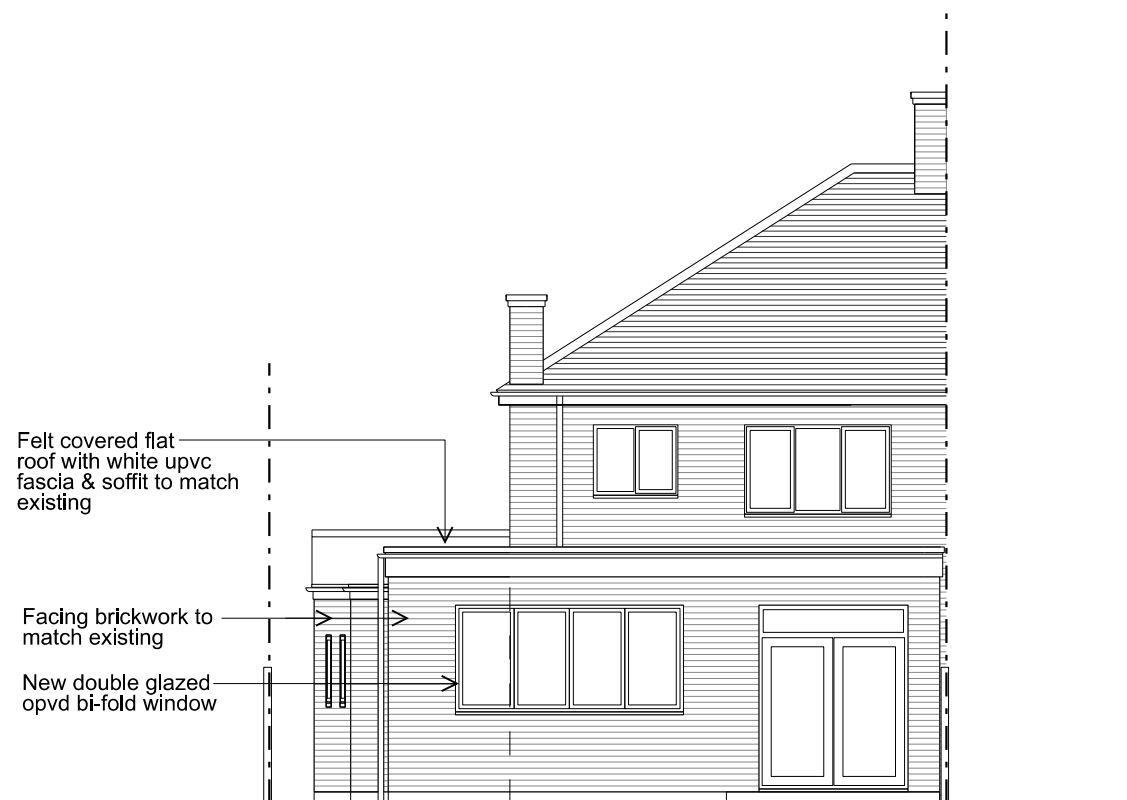 Felt covered flat
roof with white upvc
fascia & soffit to match
existing
Facing brickwork to
match existing
New double glazed
opvd bi-fold window